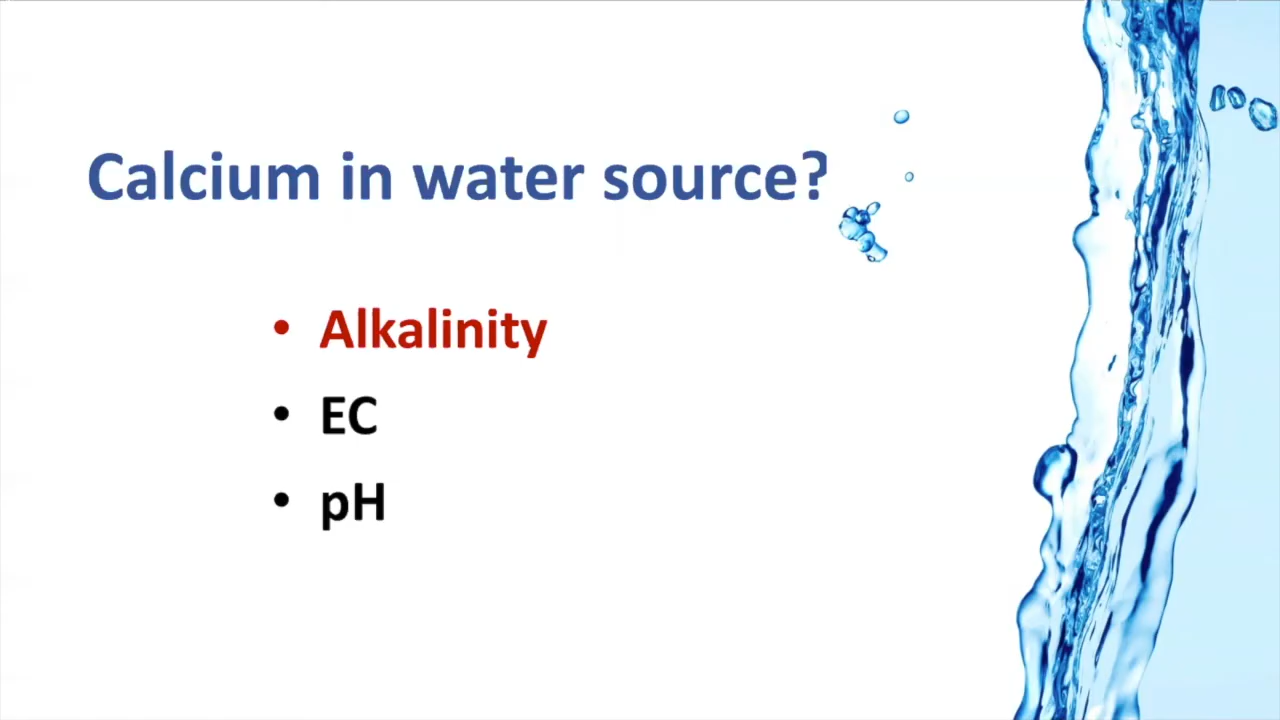 Calcium in water source?
• Alkalinity
• EC
• pH